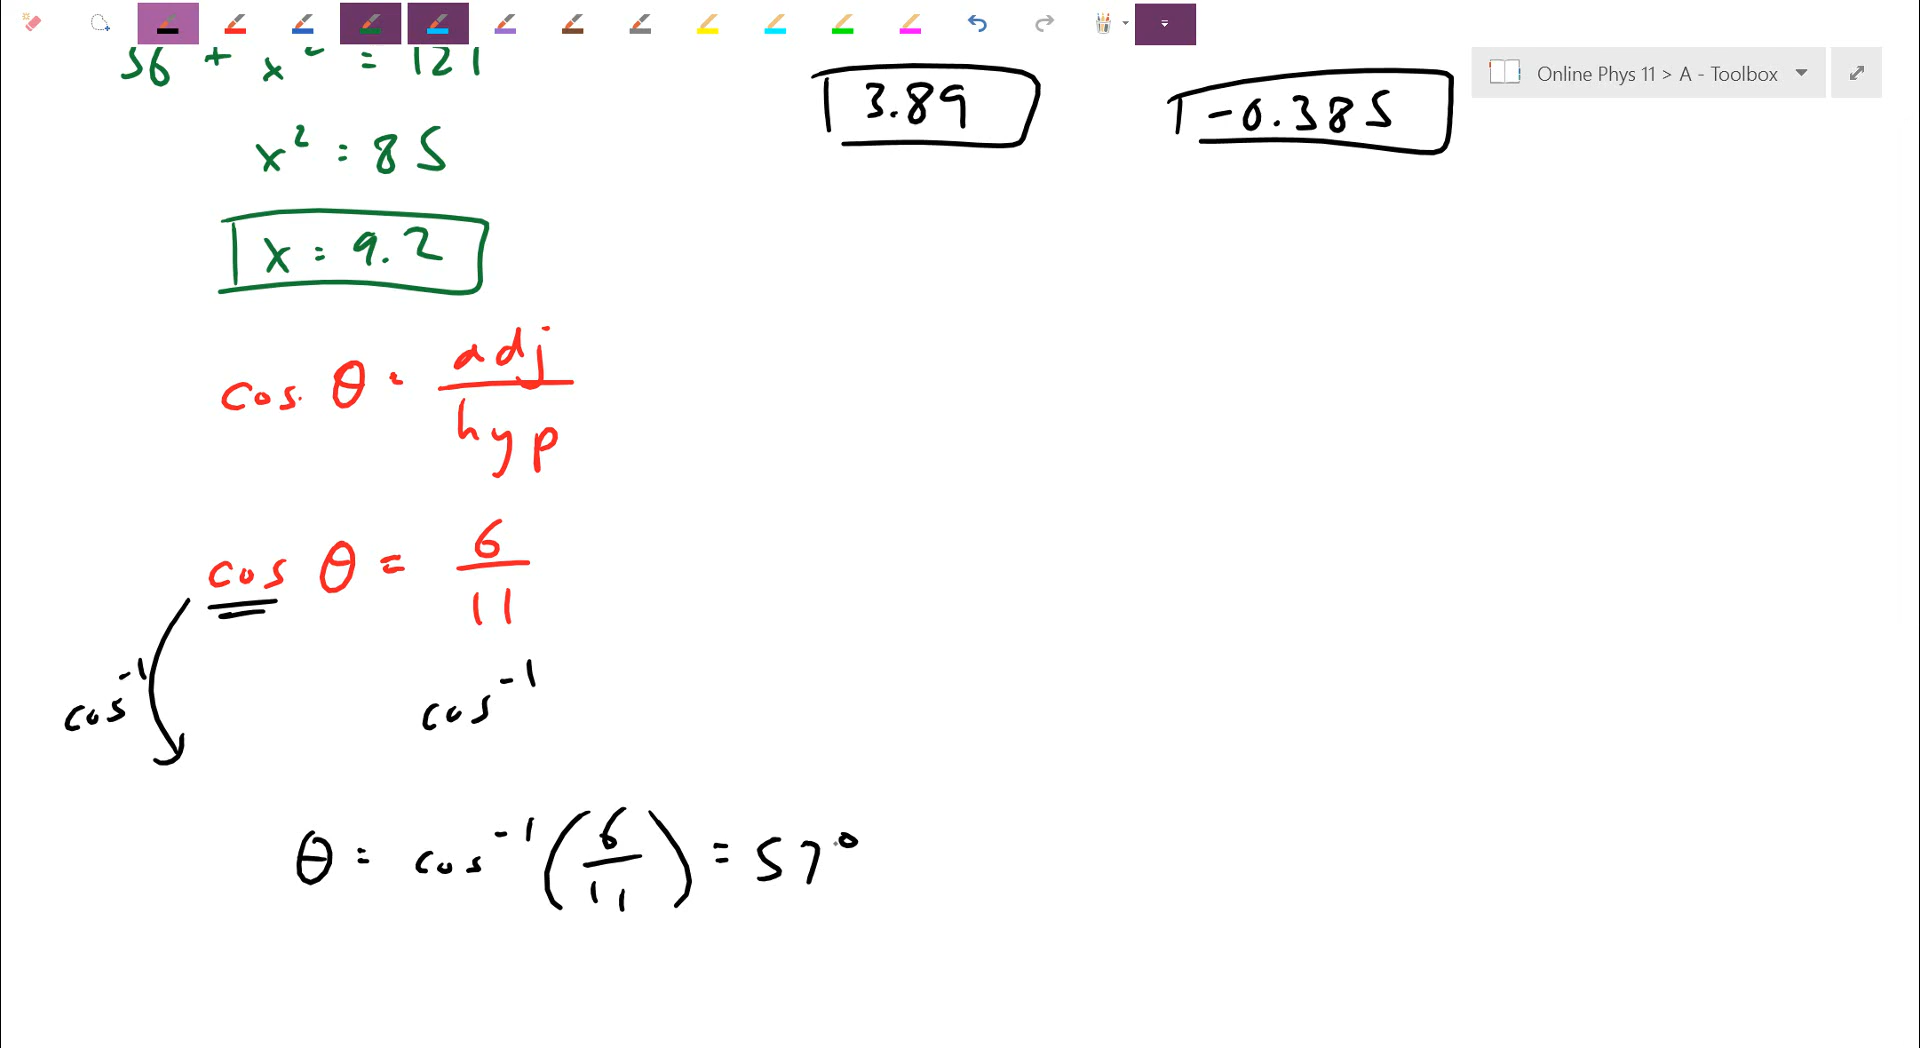 Online Phys 11 > A - Toolbox
36 + x² = 121
x² = 85
x = 9.2
3.89
-0.385
cos θ = adj/hyp
cos θ = 6/11
cos⁻¹ cos⁻¹
θ = cos⁻¹(6/11) = 57°